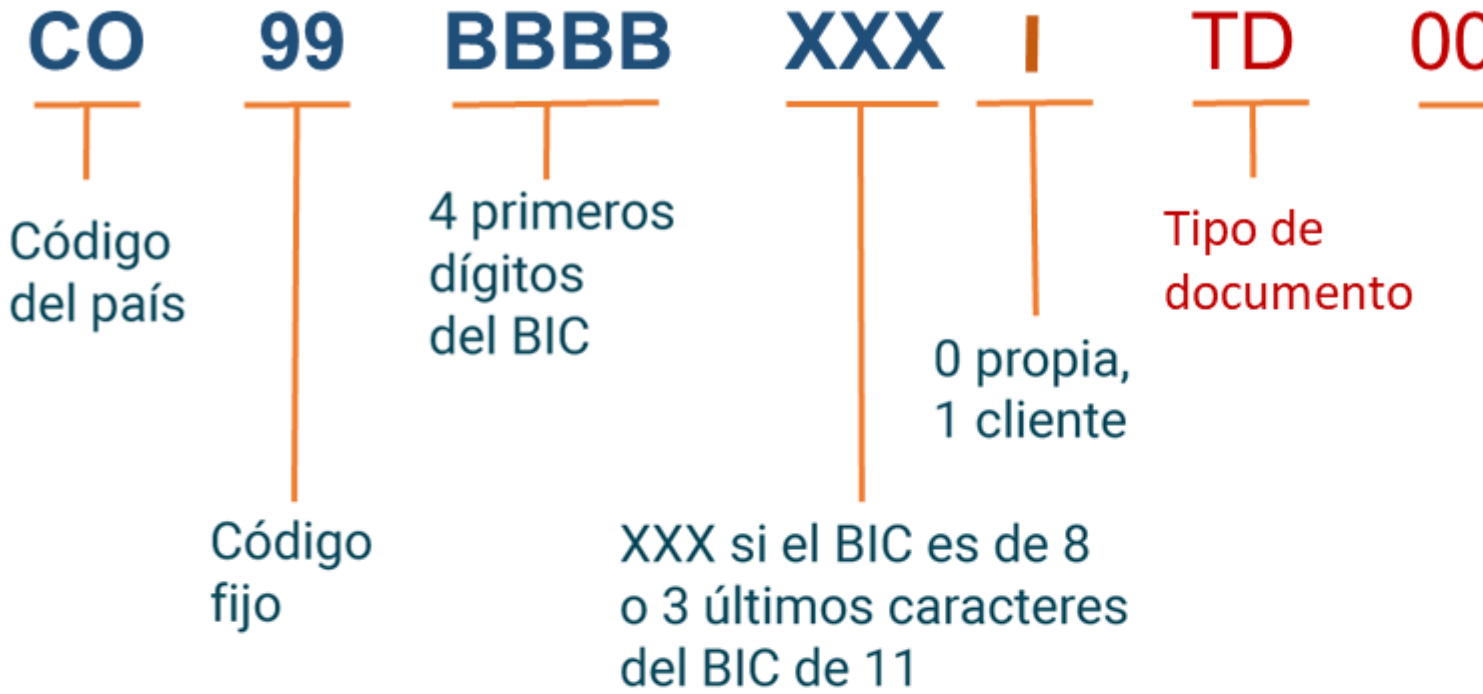 CO 99 BBBB XXX I TD 00
Código
del país
4 primeros
dígitos
del BIC
Tipo de
documento
0 propia,
1 cliente
Código
fijo
XXX si el BIC es de 8
o 3 últimos caracteres
del BIC de 11